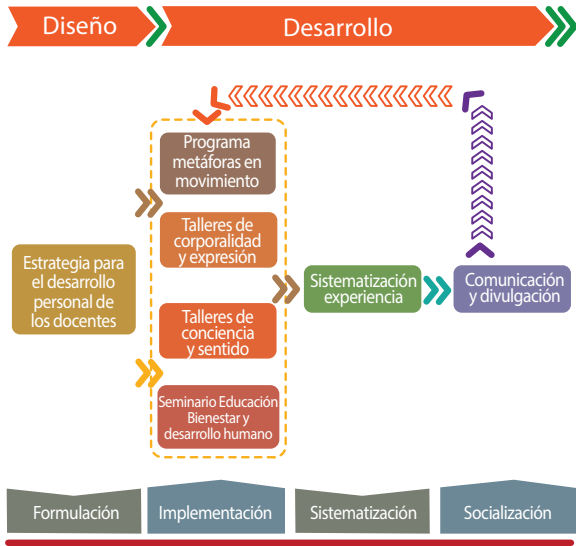 Diseño
Desarrollo
Programa
metáforas en
movimiento
Talleres de
corporalidad
y expresión
Estrategia para
el desarrollo
personal de
los docentes
Talleres de
conciencia
y sentido
Seminario Educación
Bienestar y
desarrollo humano
Sistematización
experiencia
Comunicación
y divulgación
Formulación
Implementación
Sistematización
Socialización